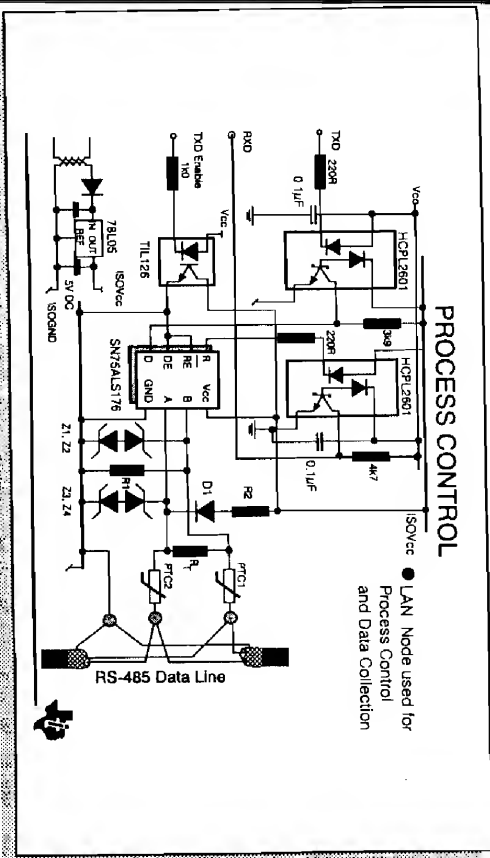 PROCESS CONTROL
● LAN Node used for
Process Control
and Data Collection
Vcc
ISOVcc
HCPL2601
HCPL2601
3k9
4k7
0.1µF
0.1µF
TXD
220R
220R
RXD
TXD Enable
1k0
Vcc
TIL126
SN75ALS176
R
RE
DE
D
Vcc
B
A
GND
D1
R2
R1
RT
PTC1
PTC2
Z1, Z2
Z3, Z4
78L05
IN OUT
REF
ISOVcc
5V DC
ISOGND
RS-485 Data Line